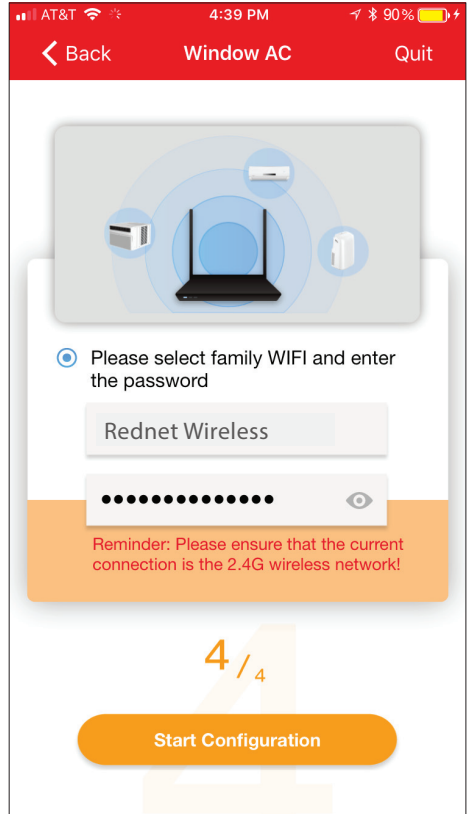 AT&T 4:39 PM 90%
Back Window AC Quit
Please select family WIFI and enter
the password
Rednet Wireless
••••••••••••••
Reminder: Please ensure that the current
connection is the 2.4G wireless network!
4/4
Start Configuration
4